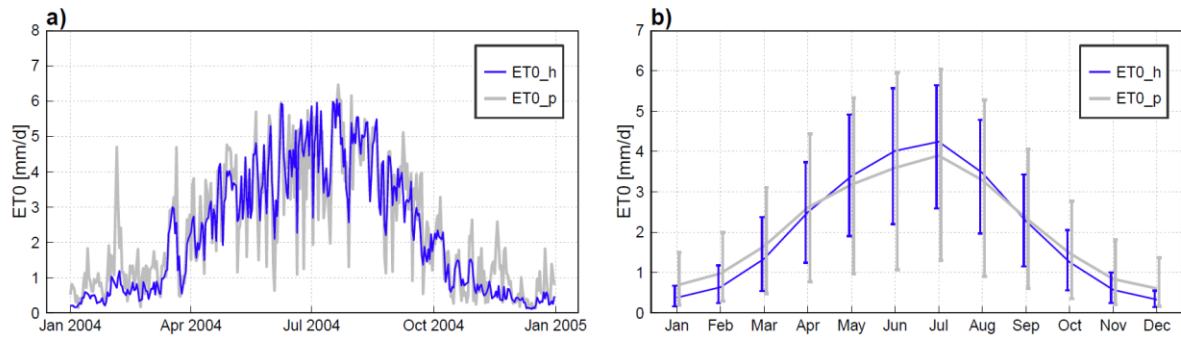 a)
8
7
6
5
4
3
2
1
0
ET0 [mm/d]
ET0_h
ET0_p
Jan 2004 Apr 2004 Jul 2004 Oct 2004 Jan 2005
b)
7
6
5
4
3
2
1
0
ET0 [mm/d]
ET0_h
ET0_p
Jan Feb Mar Apr May Jun Jul Aug Sep Oct Nov Dec